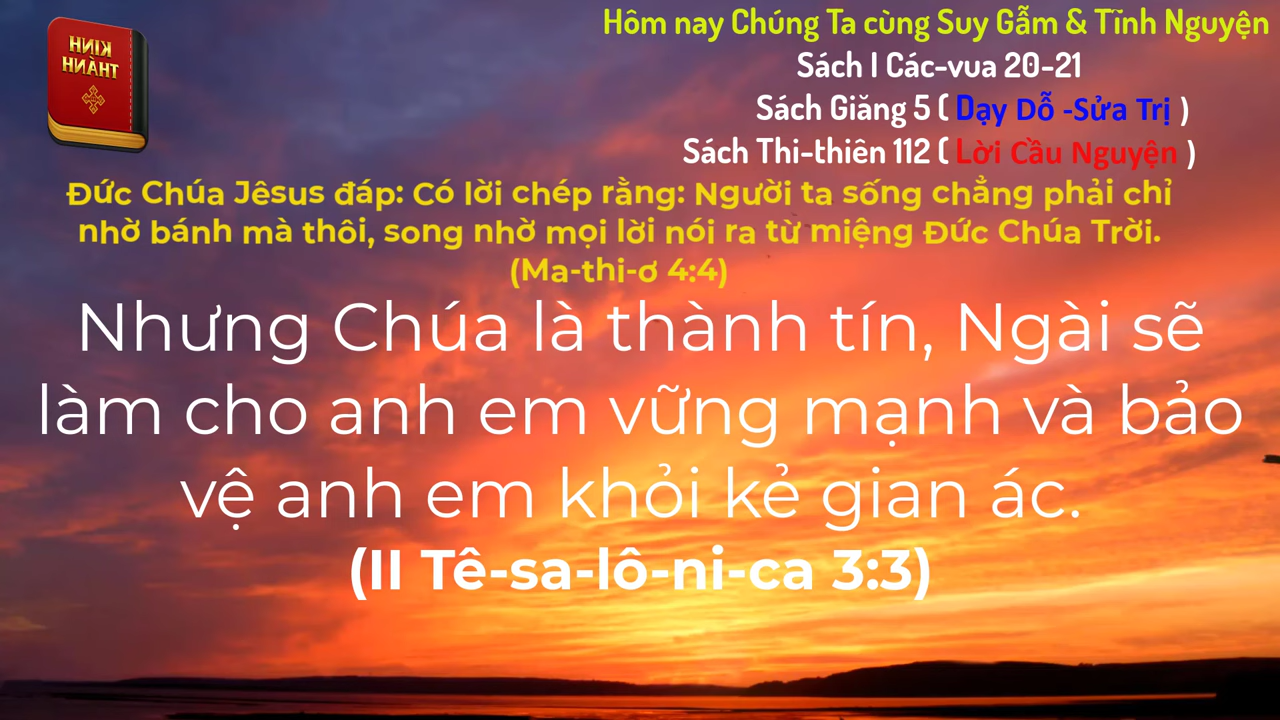 KINH
THÀNH
Hôm nay Chúng Ta cùng Suy Gẫm & Tĩnh Nguyện
Sách I Các-vua 20-21
Sách Giăng 5 ( Dạy Dỗ -Sửa Trị )
Sách Thi-thiên 112 ( Lời Cầu Nguyện )
Đức Chúa Jêsus đáp: Có lời chép rằng: Người ta sống chẳng phải chỉ
nhờ bánh mà thôi, song nhờ mọi lời nói ra từ miệng Đức Chúa Trời.
(Ma-thi-ơ 4:4)
Nhưng Chúa là thành tín, Ngài sẽ
làm cho anh em vững mạnh và bảo
vệ anh em khỏi kẻ gian ác.
(II Tê-sa-lô-ni-ca 3:3)